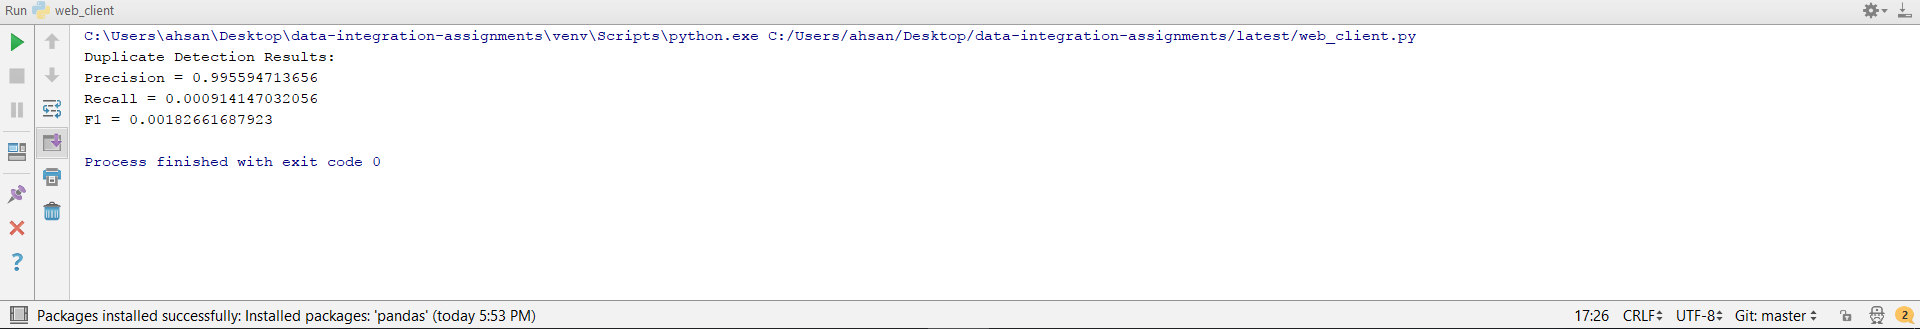 Run web_client
C:\Users\ahsan\Desktop\data-integration-assignments\venv\Scripts\python.exe C:/Users/ahsan/Desktop/data-integration-assignments/latest/web_client.py
Duplicate Detection Results:
Precision = 0.995594713656
Recall = 0.000914147032056
F1 = 0.00182661687923
Process finished with exit code 0
?
Packages installed successfully: Installed packages: 'pandas' (today 5:53 PM) 17:26 CRLF UTF-8 Git: master 2